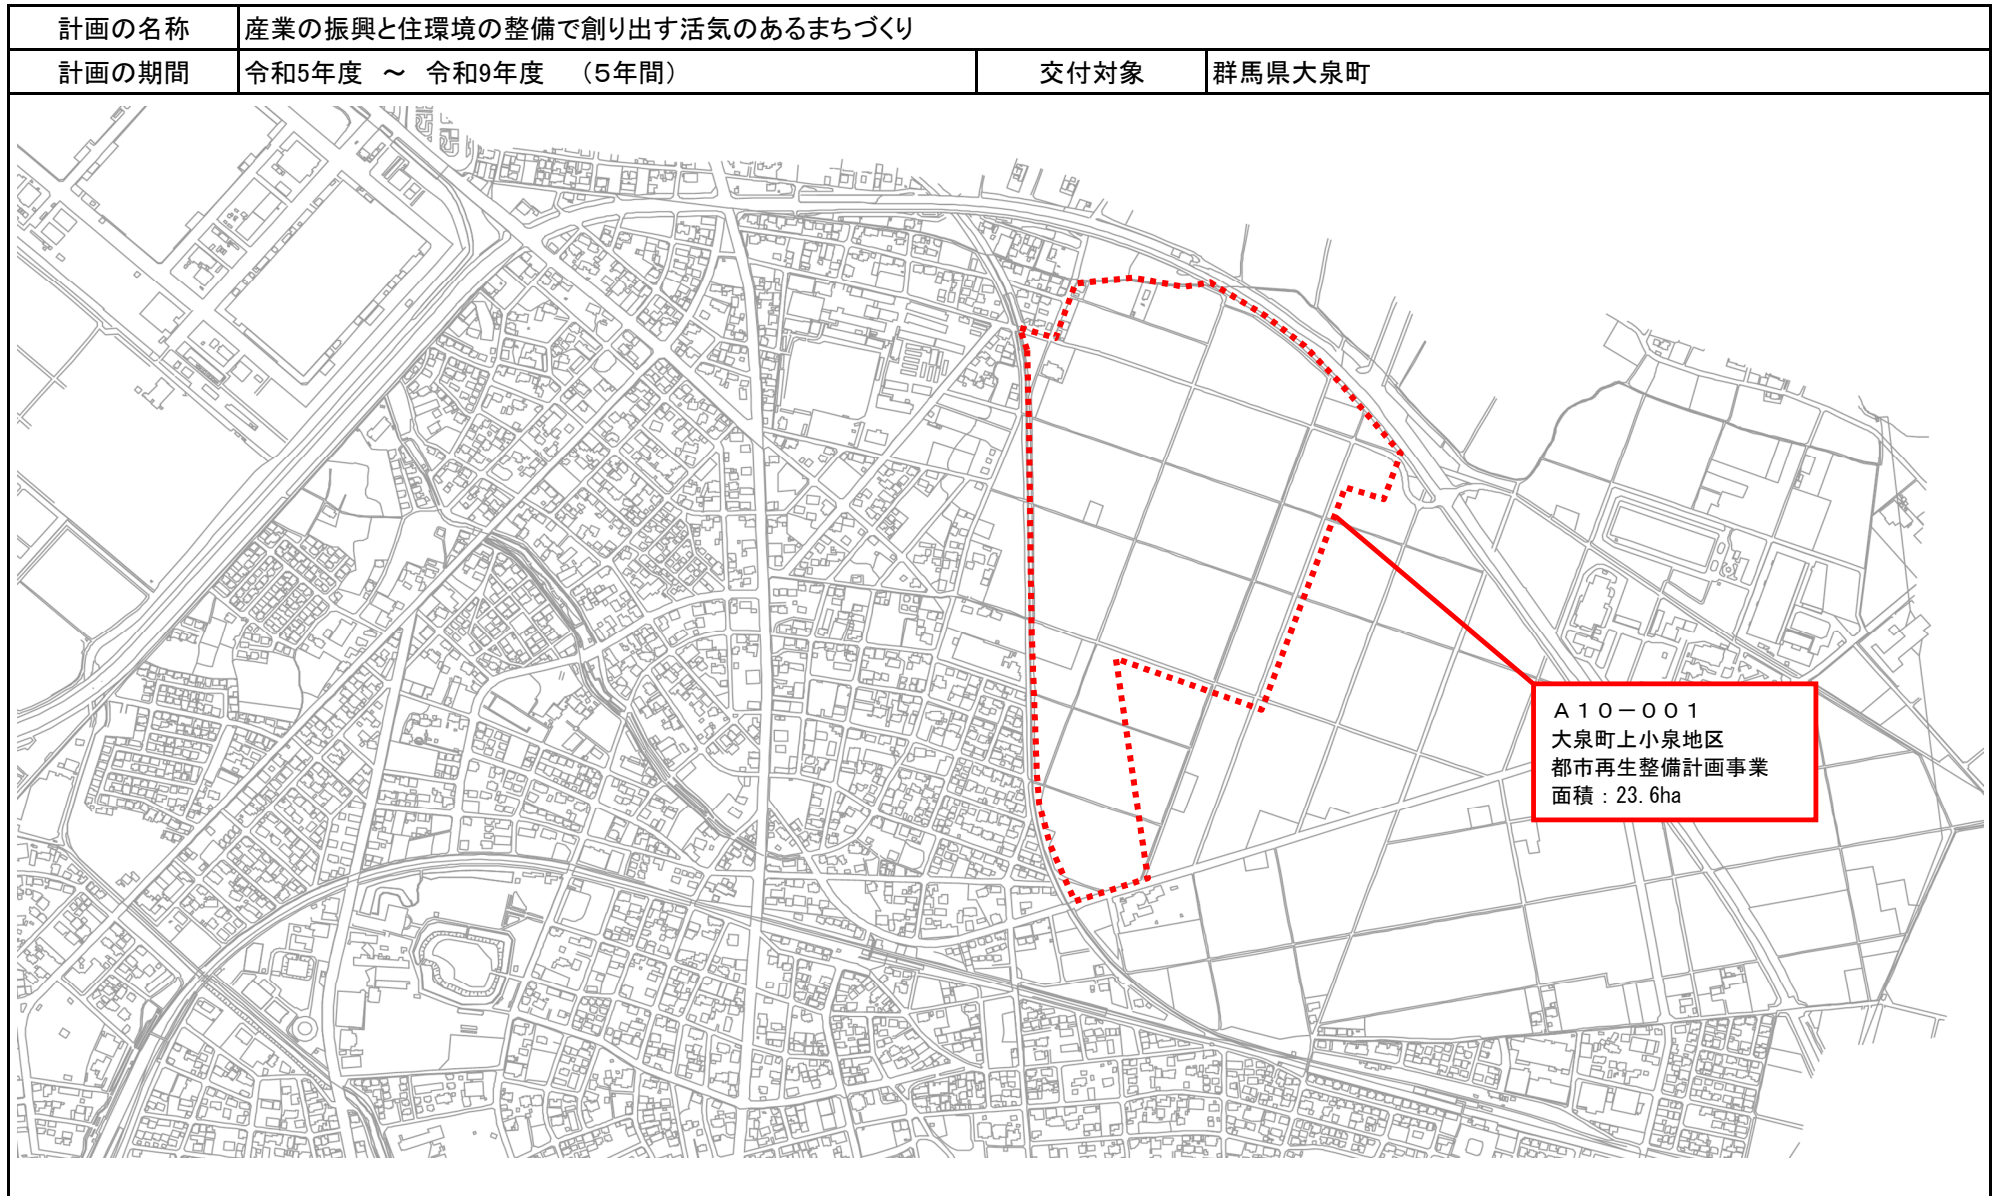 計画の名称 産業の振興と住環境の整備で創り出す活気のあるまちづくり
計画の期間 令和5年度 ～ 令和9年度 （５年間） 交付対象 群馬県大泉町
Ａ１０－００１
大泉町上小泉地区
都市再生整備計画事業
面積：23.6ha